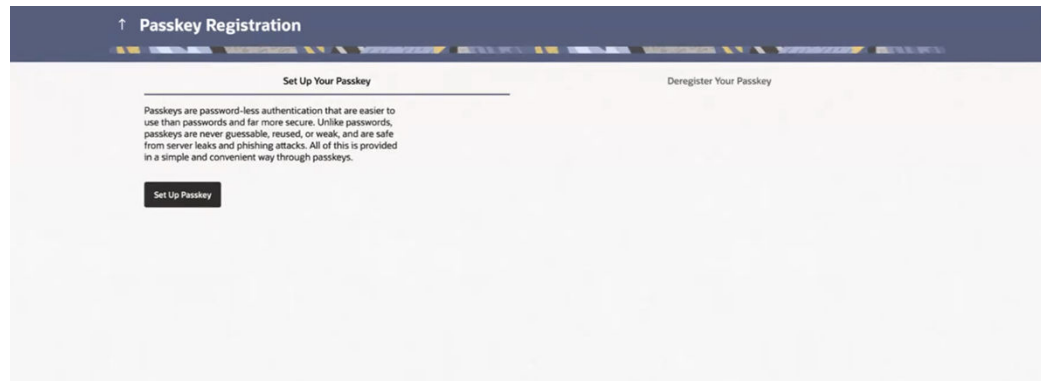 ↑ Passkey Registration
Set Up Your Passkey
Deregister Your Passkey
Passkeys are password-less authentication that are easier to
use than passwords and far more secure. Unlike passwords,
passkeys are never guessable, reused, or weak, and are safe
from server leaks and phishing attacks. All of this is provided
in a simple and convenient way through passkeys.
Set Up Passkey